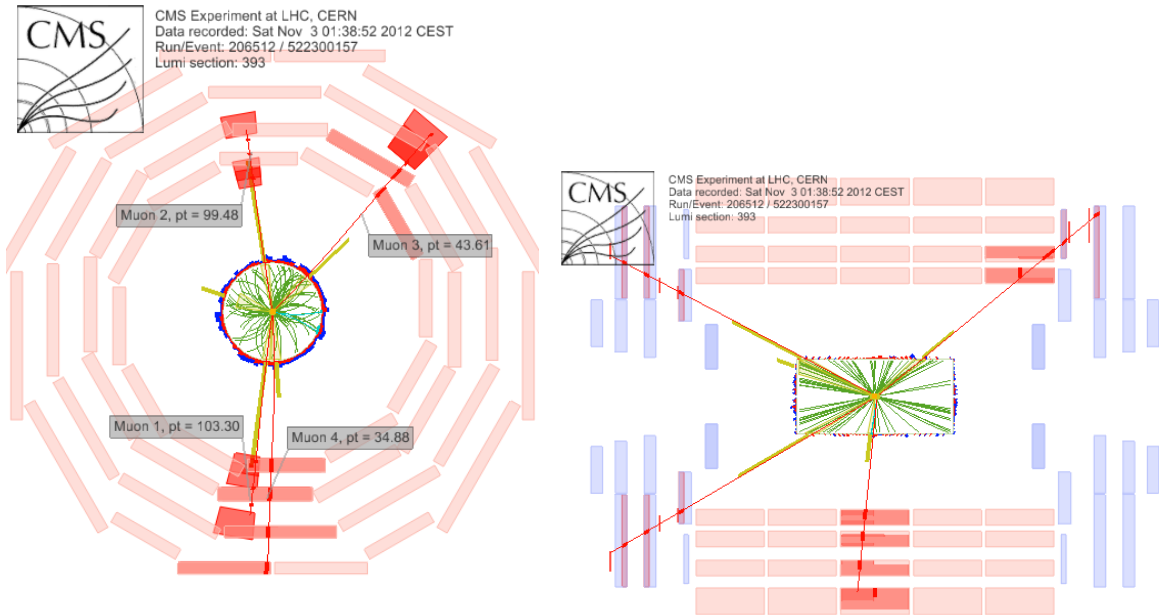 CMS
CMS Experiment at LHC, CERN
Data recorded: Sat Nov 3 01:38:52 2012 CEST
Run/Event: 206512 / 522300157
Lumi section: 393
Muon 2, pt = 99.48
Muon 3, pt = 43.61
Muon 1, pt = 103.30
Muon 4, pt = 34.88
CMS
CMS Experiment at LHC, CERN
Data recorded: Sat Nov 3 01:38:52 2012 CEST
Run/Event: 206512 / 522300157
Lumi section: 393